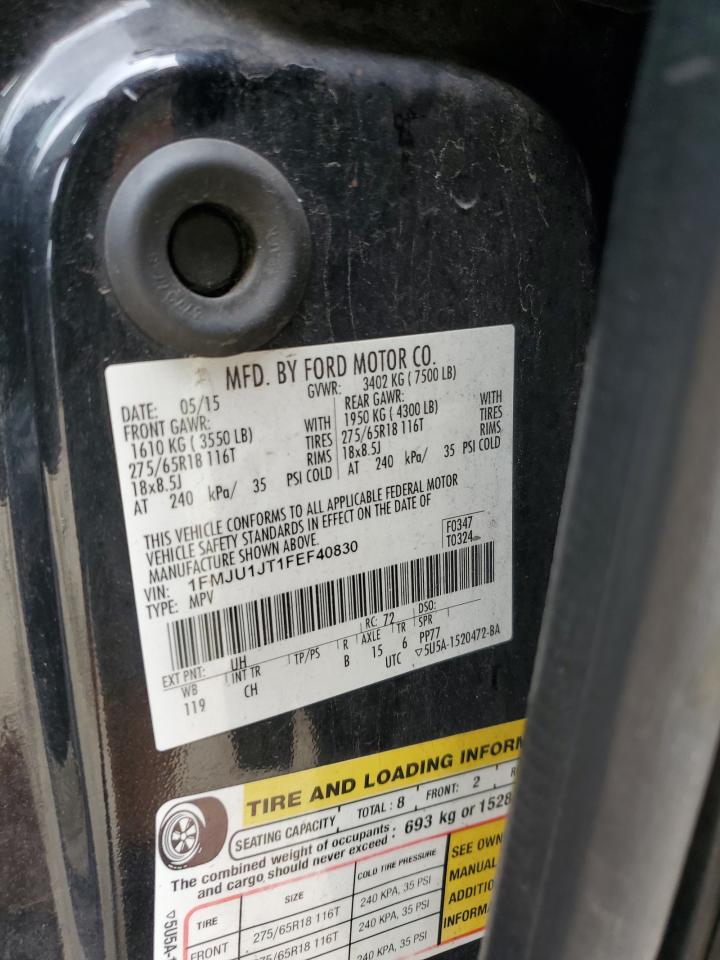 MFD. BY FORD MOTOR CO.
DATE: 05/15 GVWR: 3402 KG ( 7500 LB)
FRONT GAWR: WITH REAR GAWR: WITH
1610 KG ( 3550 LB) TIRES 1950 KG ( 4300 LB) TIRES
275/65R18 116T RIMS 275/65R18 116T RIMS
18x8.5J 18x8.5J
AT 240 kPa/ 35 PSI COLD AT 240 kPa/ 35 PSI COLD
THIS VEHICLE CONFORMS TO ALL APPLICABLE FEDERAL MOTOR
VEHICLE SAFETY STANDARDS IN EFFECT ON THE DATE OF
MANUFACTURE SHOWN ABOVE.
F0347
T0324
VIN: 1FMJU1JT1FEF40830
TYPE: MPV
EXT PNT: UH RC: 72 DSO:
WB INT TR TP/PS R AXLE TR SPR
119 CH B 15 6 PP77
UTC ▽5U5A-1520472-BA
TIRE AND LOADING INFORM
SEATING CAPACITY TOTAL : 8 FRONT: 2 R
The combined weight of occupants and cargo should never exceed : 693 kg or 1528
TIRE SIZE COLD TIRE PRESSURE
FRONT 275/65R18 116T 240 KPA, 35 PSI
275/65R18 116T 240 KPA, 35 PSI
240 KPA, 35 PSI
SEE OWN
MANUAL
ADDITIO
INFORMA
▽5U5A-